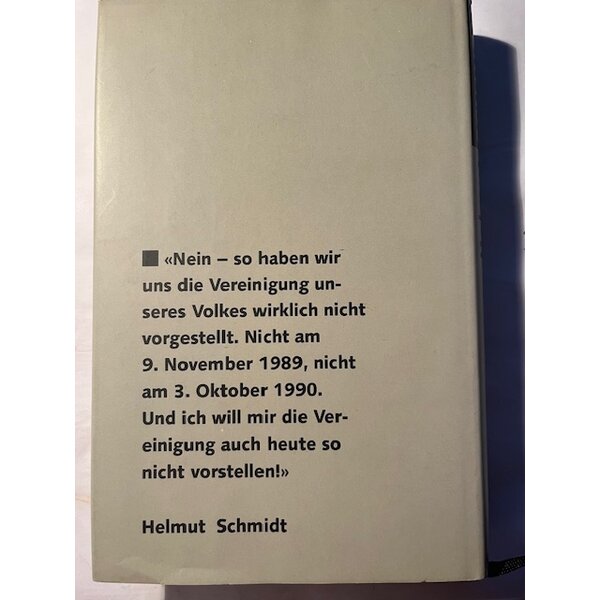 ■ «Nein – so haben wir
uns die Vereinigung un-
seres Volkes wirklich nicht
vorgestellt. Nicht am
9. November 1989, nicht
am 3. Oktober 1990.
Und ich will mir die Ver-
einigung auch heute so
nicht vorstellen!»
Helmut Schmidt